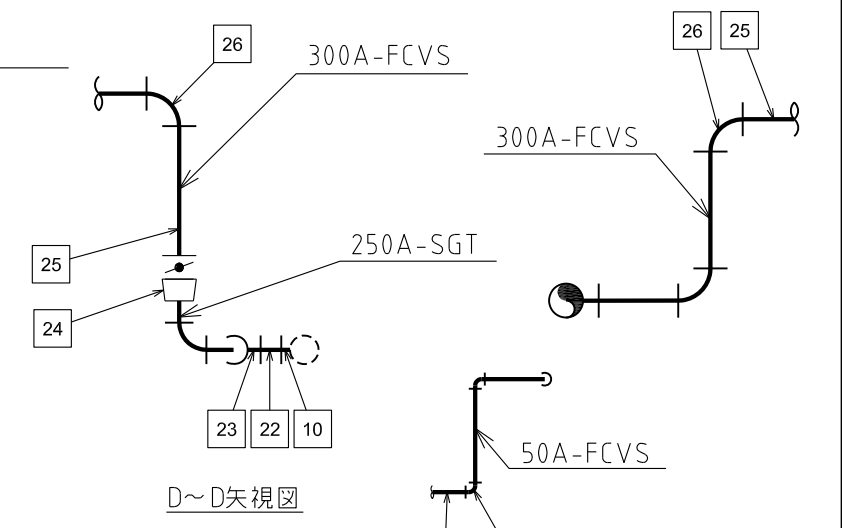 26
300A-FCVS
26 25
300A-FCVS
25
250A-SGT
24
23 22 10
50A-FCVS
D～D矢視図